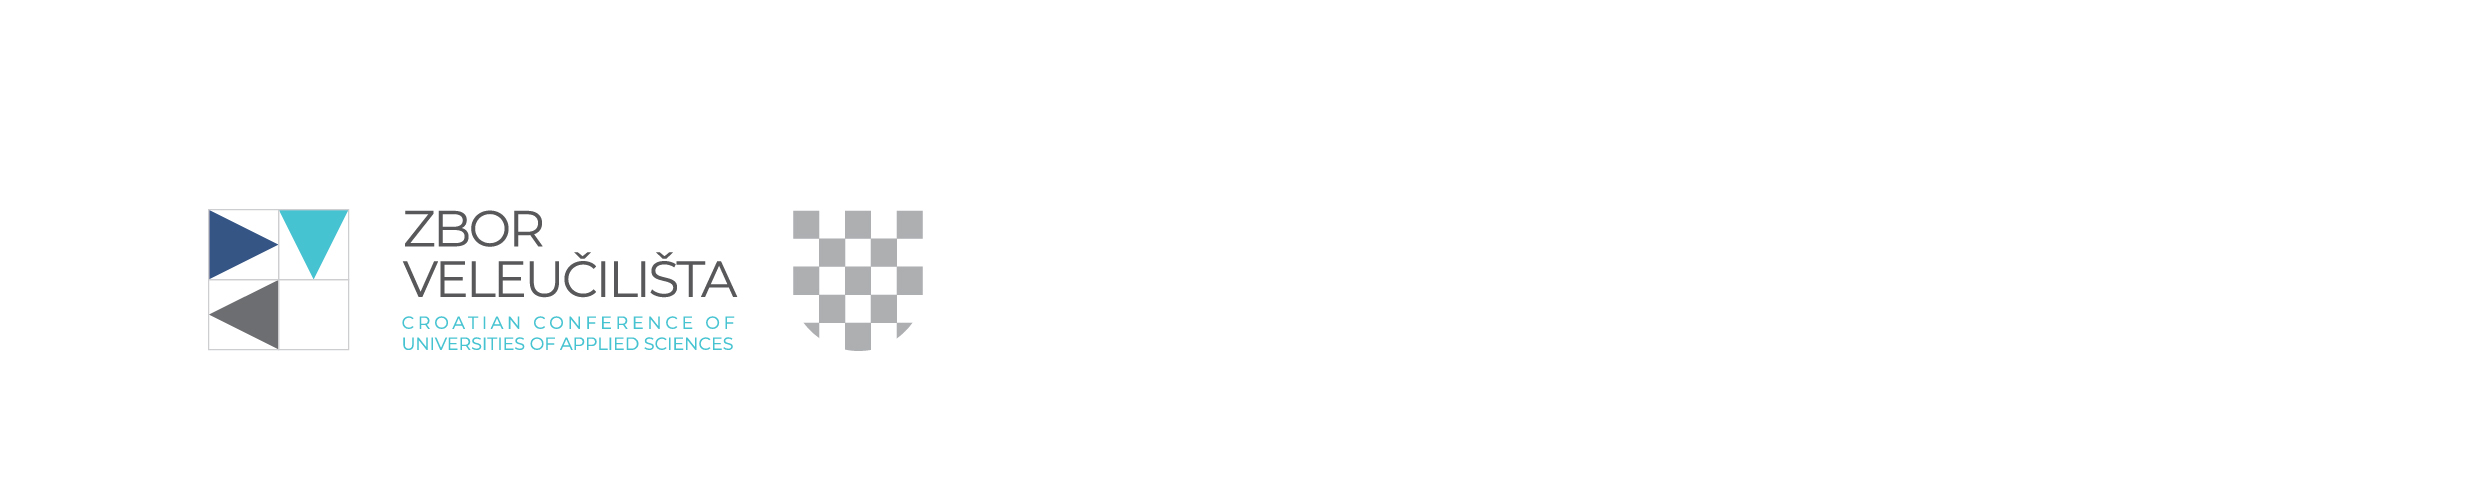 ZBOR
VELEUČILIŠTA
CROATIAN CONFERENCE OF
UNIVERSITIES OF APPLIED SCIENCES